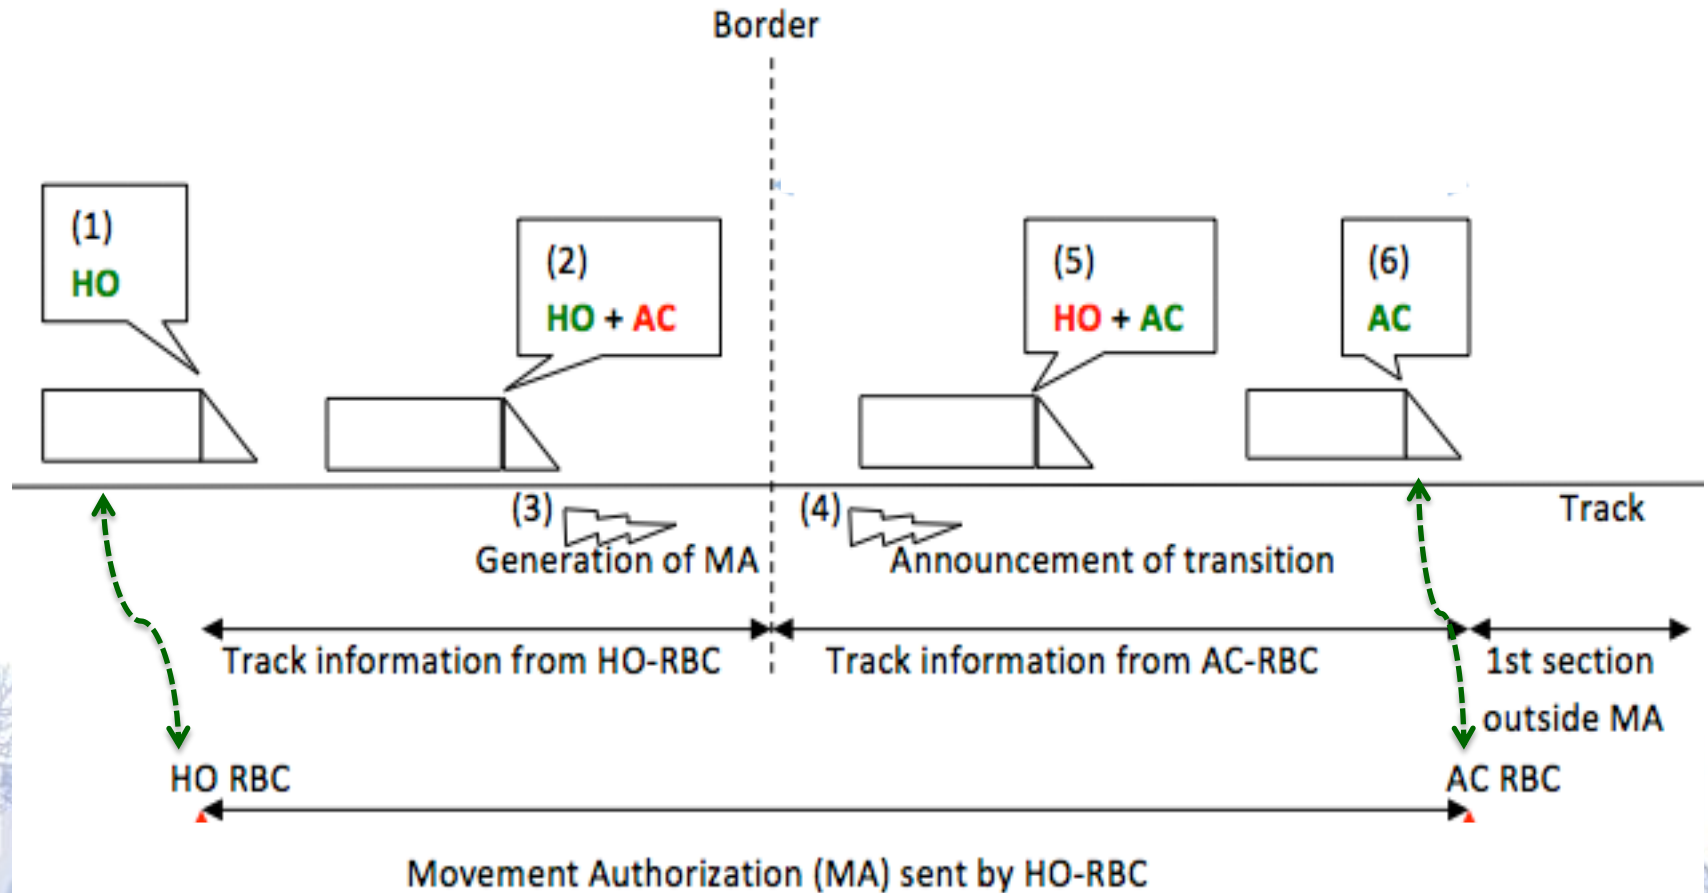 Border
(1)
HO
(2)
HO + AC
(5)
HO + AC
(6)
AC
(3)
Generation of MA
(4)
Announcement of transition
Track
Track information from HO-RBC
Track information from AC-RBC
1st section
outside MA
HO RBC
AC RBC
Movement Authorization (MA) sent by HO-RBC